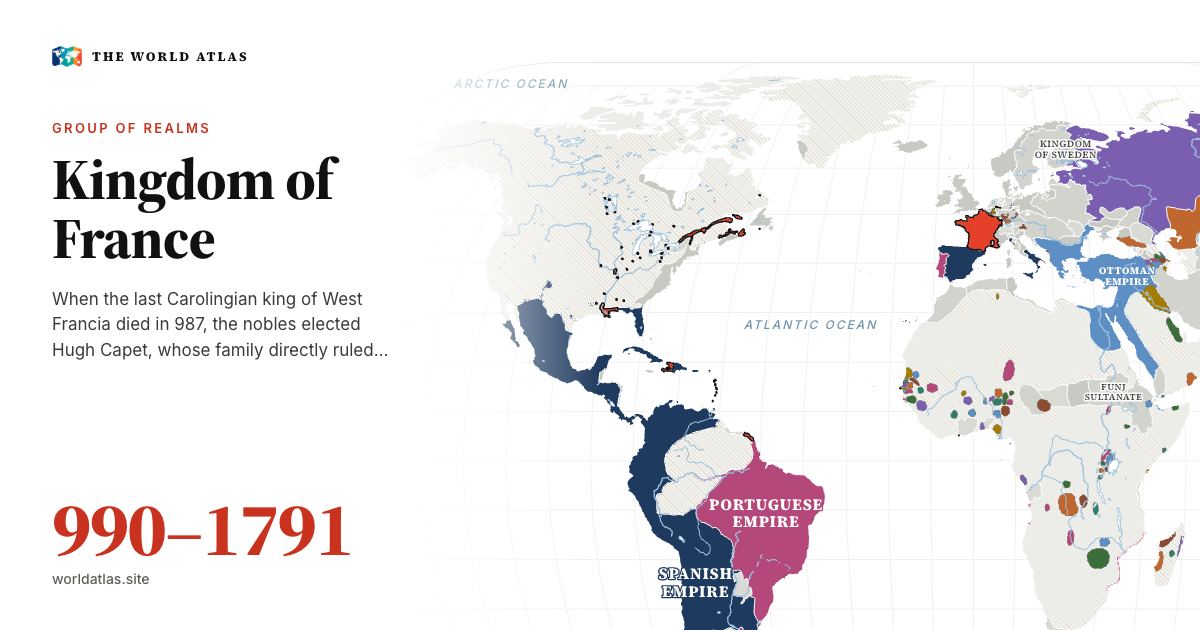 THE WORLD ATLAS
GROUP OF REALMS
Kingdom of
France
When the last Carolingian king of West
Francia died in 987, the nobles elected
Hugh Capet, whose family directly ruled...
990–1791
worldatlas.site
ARCTIC OCEAN
KINGDOM
OF SWEDEN
OTTOMAN
EMPIRE
ATLANTIC OCEAN
FUNJ
SULTANATE
PORTUGUESE
EMPIRE
SPANISH
EMPIRE